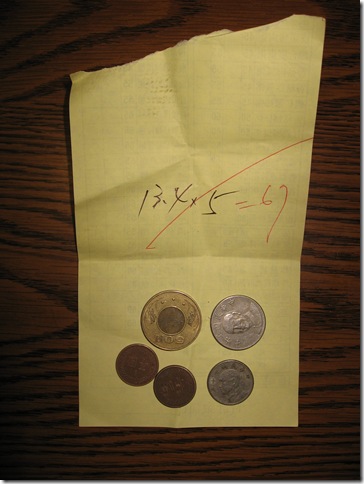 13.4 x 5 = 67